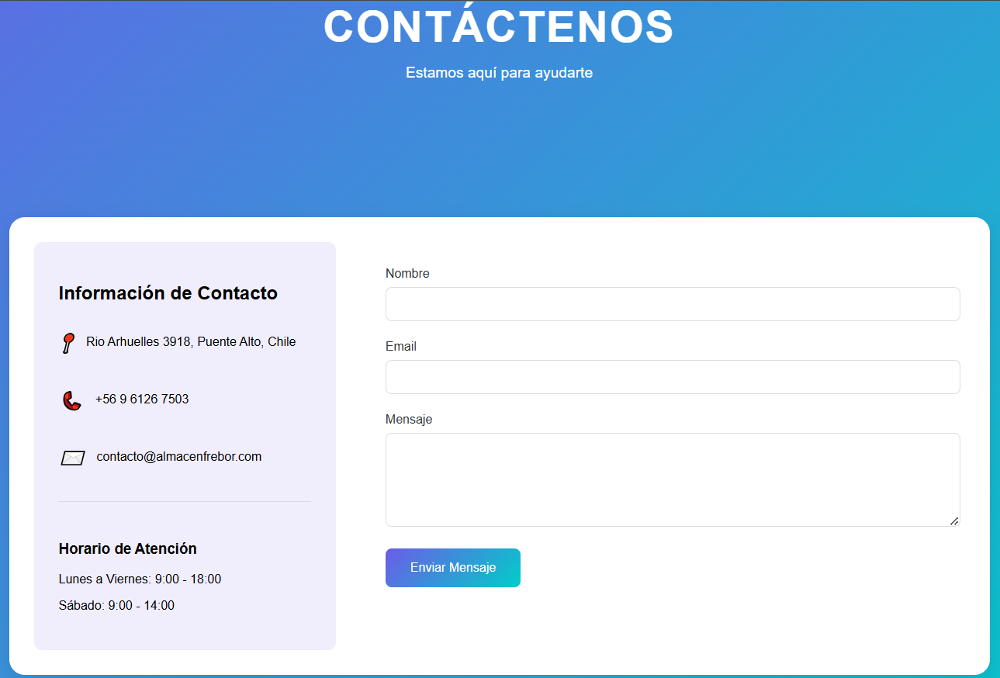 CONTÁCTENOS
Estamos aquí para ayudarte
Información de Contacto
Rio Arhuelles 3918, Puente Alto, Chile
+56 9 6126 7503
contacto@almacenfrebor.com
Horario de Atención
Lunes a Viernes: 9:00 - 18:00
Sábado: 9:00 - 14:00
Nombre
Email
Mensaje
Enviar Mensaje